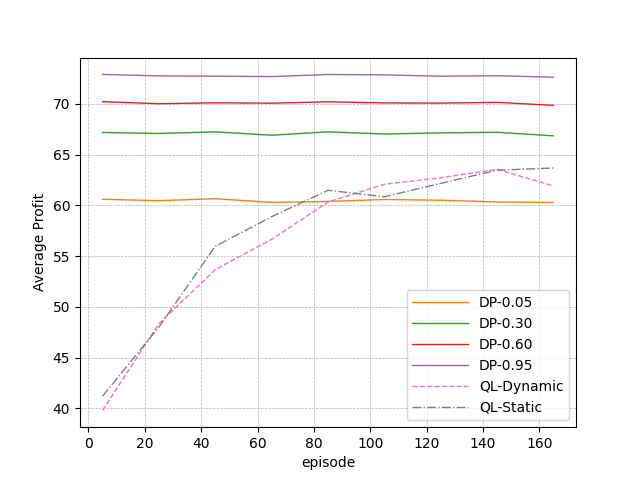 70
65
60
55
50
45
40
Average Profit
0 20 40 60 80 100 120 140 160
episode
DP-0.05
DP-0.30
DP-0.60
DP-0.95
QL-Dynamic
QL-Static